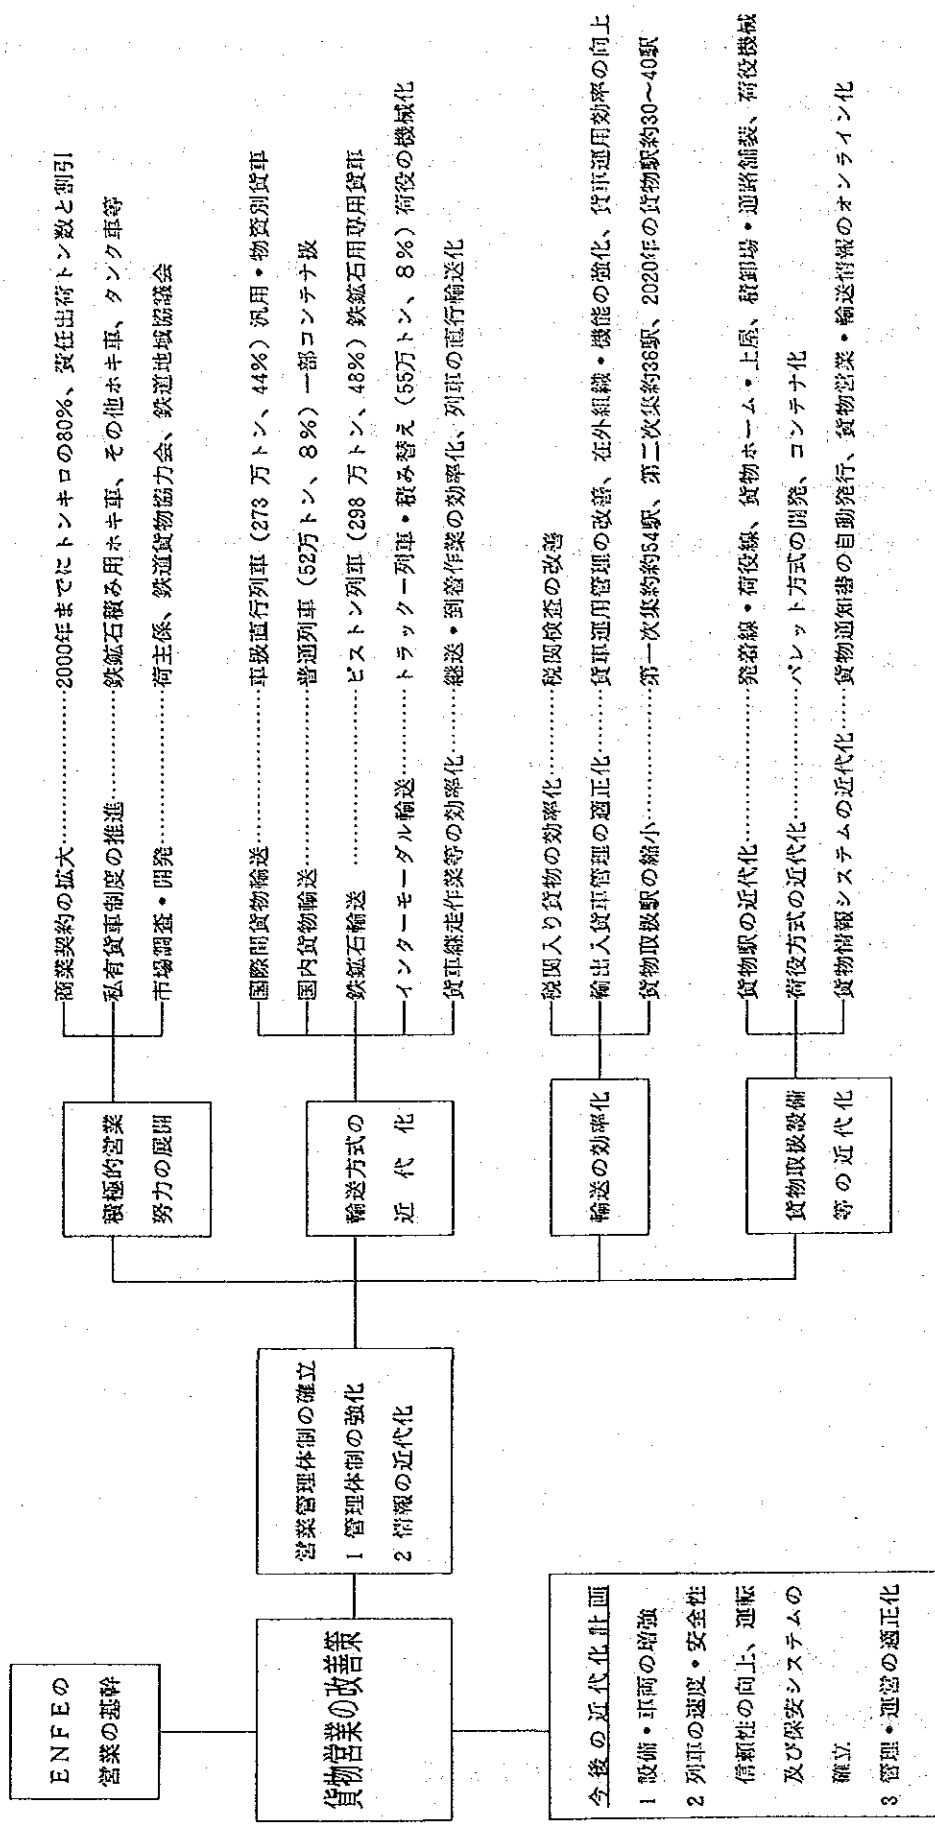 ENFEの
営業の基幹
貨物営業の改善策
今後の近代化計画
1 設備・車両の増強
2 列車の速度・安全性
信頼性の向上、運転
及び保安システムの
確立
3 管理・運営の適正化
営業管理体制の確立
1 管理体制の強化
2 情報の近代化
積極的営業
努力の展開
商業契約の拡大……………2000年までにトンキロの80%、責任出荷トン数と割引
私有貨車制度の推進…………鉄鉱石積み用ホキ車、その他ホキ車、タンク車等
市場調査・開発………………荷主係、鉄道貨物協力会、鉄道地域協議会
輸送方式の
近代化
国際間貨物輸送………………車扱直行列車(273 万トン、44%)汎用・物資別貨車
国内貨物輸送…………………普通列車(52万トン、8%)一部コンテナ扱
鉄鉱石輸送 …………………ピストン列車(298 万トン、48%)鉄鉱石用専用貨車
インターモーダル輸送………トラックー列車・積み替え(55万トン、8%)荷役の機械化
貨車継走作業等の効率化……継送・到着作業の効率化、列車の直行輸送化
輸送の効率化
税関入り貨物の効率化………税関検査の改善
輸出入貨車管理の適正化……貨車運用管理の改善、在外組織・機能の強化、貨車運用効率の向上
貨物取扱駅の縮小……………第一次集約約54駅、第二次集約約38駅、2020年の貨物駅約30〜40駅
貨物取扱設備
等の近代化
貨物駅の近代化………………発着線・荷役線、貨物ホーム・上屋、積卸場・通路舗装、荷役機械
荷役方式の近代化……………パレット方式の開発、コンテナ化
貨物情報システムの近代化……貨物通知書の自動発行、貨物営業・輸送情報のオンライン化